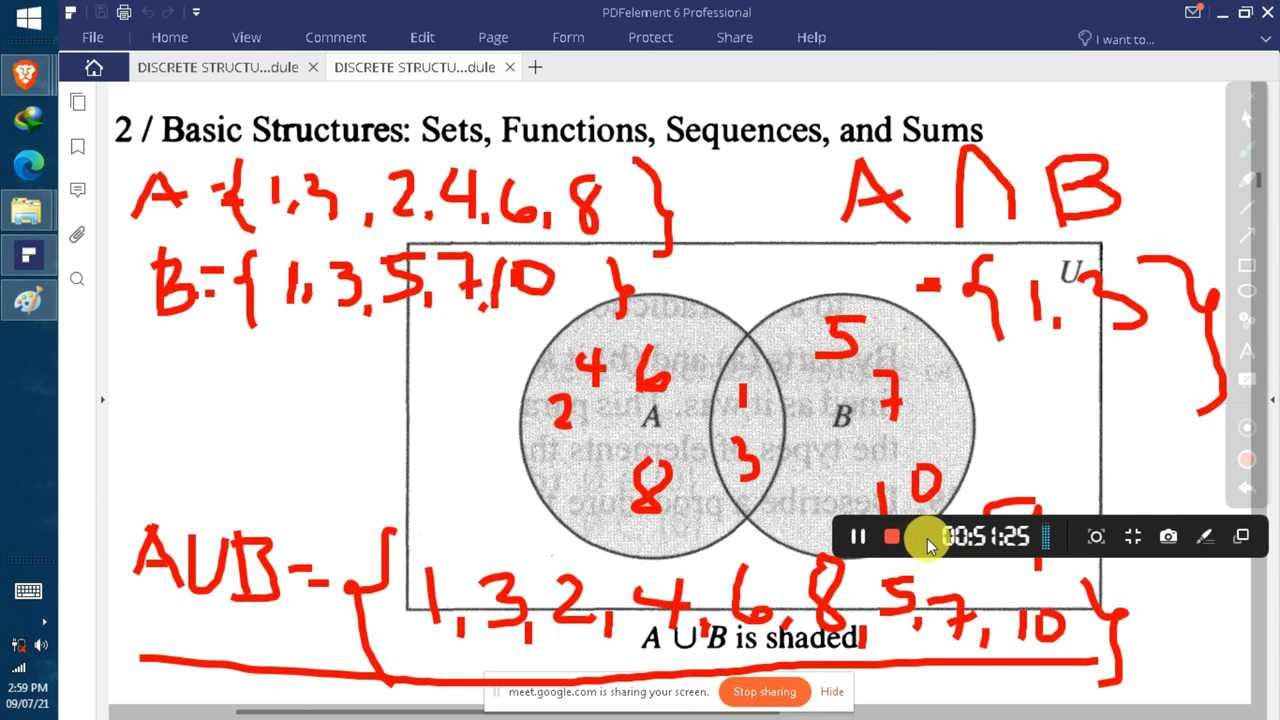 PDFelement 6 Professional
File Home View Comment Edit Page Form Protect Share Help I want to...
DISCRETE STRUCTU...dule × DISCRETE STRUCTU...dule × +
2 / Basic Structures: Sets, Functions, Sequences, and Sums
A = {1,3, 2,4,6,8}
A ∩ B
B = {1,3,5,7,10}
= {1,3}
U
5
4 6
7
2
1
A
B
3
8
10
00:51:25
A∪B = {1,3,2,4,6,8,5,7,10}
A ∪ B is shaded.
meet.google.com is sharing your screen. Stop sharing Hide
2:59 PM
09/07/21